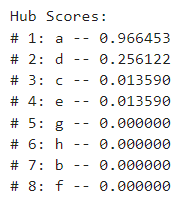 Hub Scores:
# 1: a -- 0.966453
# 2: d -- 0.256122
# 3: c -- 0.013590
# 4: e -- 0.013590
# 5: g -- 0.000000
# 6: h -- 0.000000
# 7: b -- 0.000000
# 8: f -- 0.000000